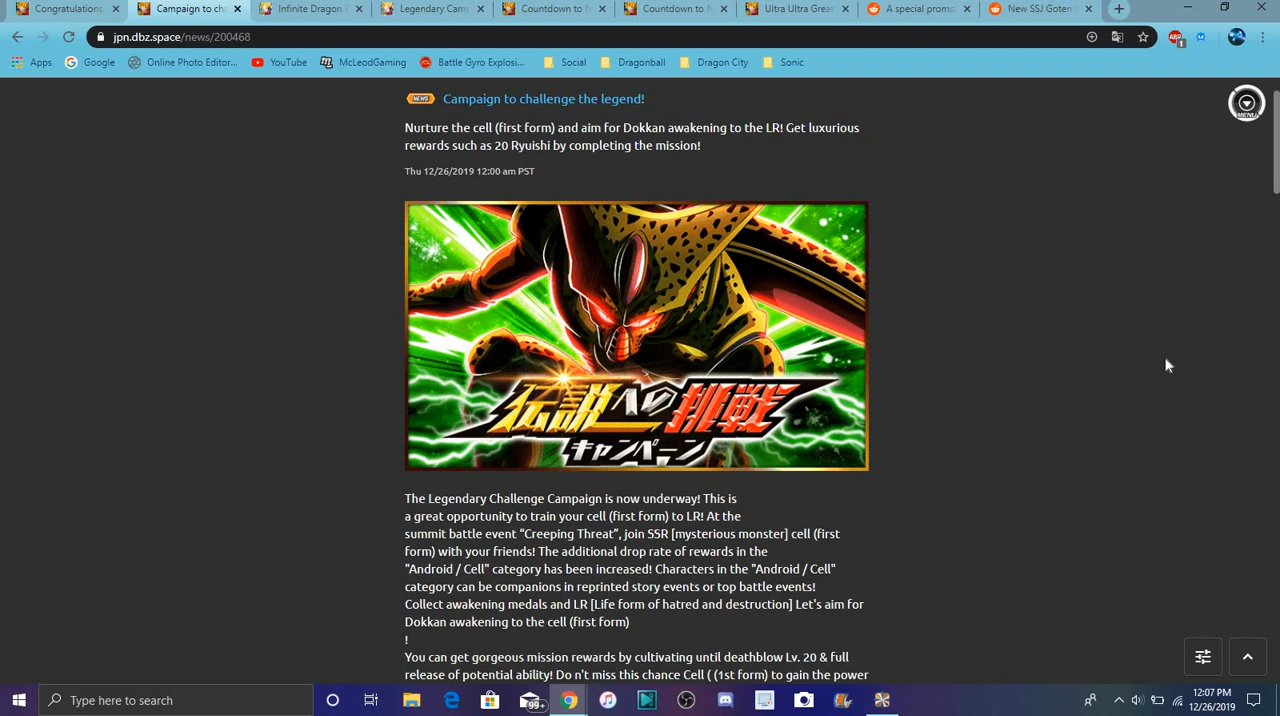 Congratulations
Campaign to cha
Infinite Dragon B
Legendary Camp
Countdown to N
Countdown to N
Ultra Ultra Great
A special promo
New SSJ Goten a
jpn.dbz.space/news/200468
Apps
Google
Online Photo Editor...
YouTube
McLeodGaming
Battle Gyro Explosi...
Social
Dragonball
Dragon City
Sonic
NEWS Campaign to challenge the legend!
MENU
Nurture the cell (first form) and aim for Dokkan awakening to the LR! Get luxurious
rewards such as 20 Ryuishi by completing the mission!
Thu 12/26/2019 12:00 am PST
伝説への挑戦
キャンペーン
The Legendary Challenge Campaign is now underway! This is
a great opportunity to train your cell (first form) to LR! At the
summit battle event “Creeping Threat”, join SSR [mysterious monster] cell (first
form) with your friends! The additional drop rate of rewards in the
"Android / Cell" category has been increased! Characters in the "Android / Cell"
category can be companions in reprinted story events or top battle events!
Collect awakening medals and LR [Life form of hatred and destruction] Let's aim for
Dokkan awakening to the cell (first form)
!
You can get gorgeous mission rewards by cultivating until deathblow Lv. 20 & full
release of potential ability! Do n't miss this chance Cell ( (1st form) to gain the power
Type here to search
99+
12:07 PM
12/26/2019